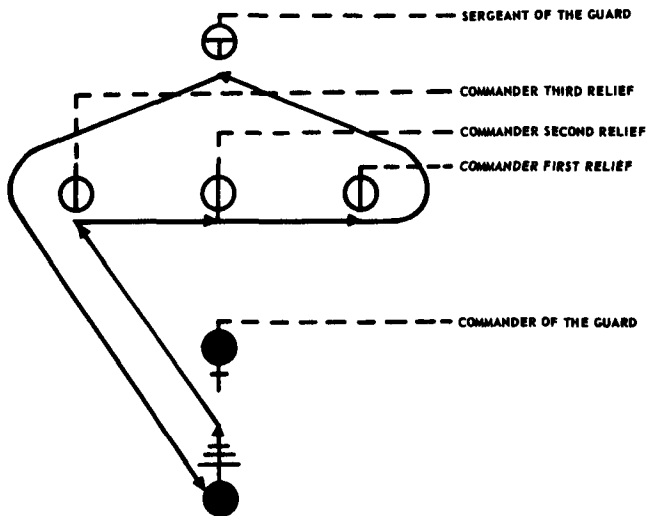 SERGEANT OF THE GUARD
COMMANDER THIRD RELIEF
COMMANDER SECOND RELIEF
COMMANDER FIRST RELIEF
COMMANDER OF THE GUARD